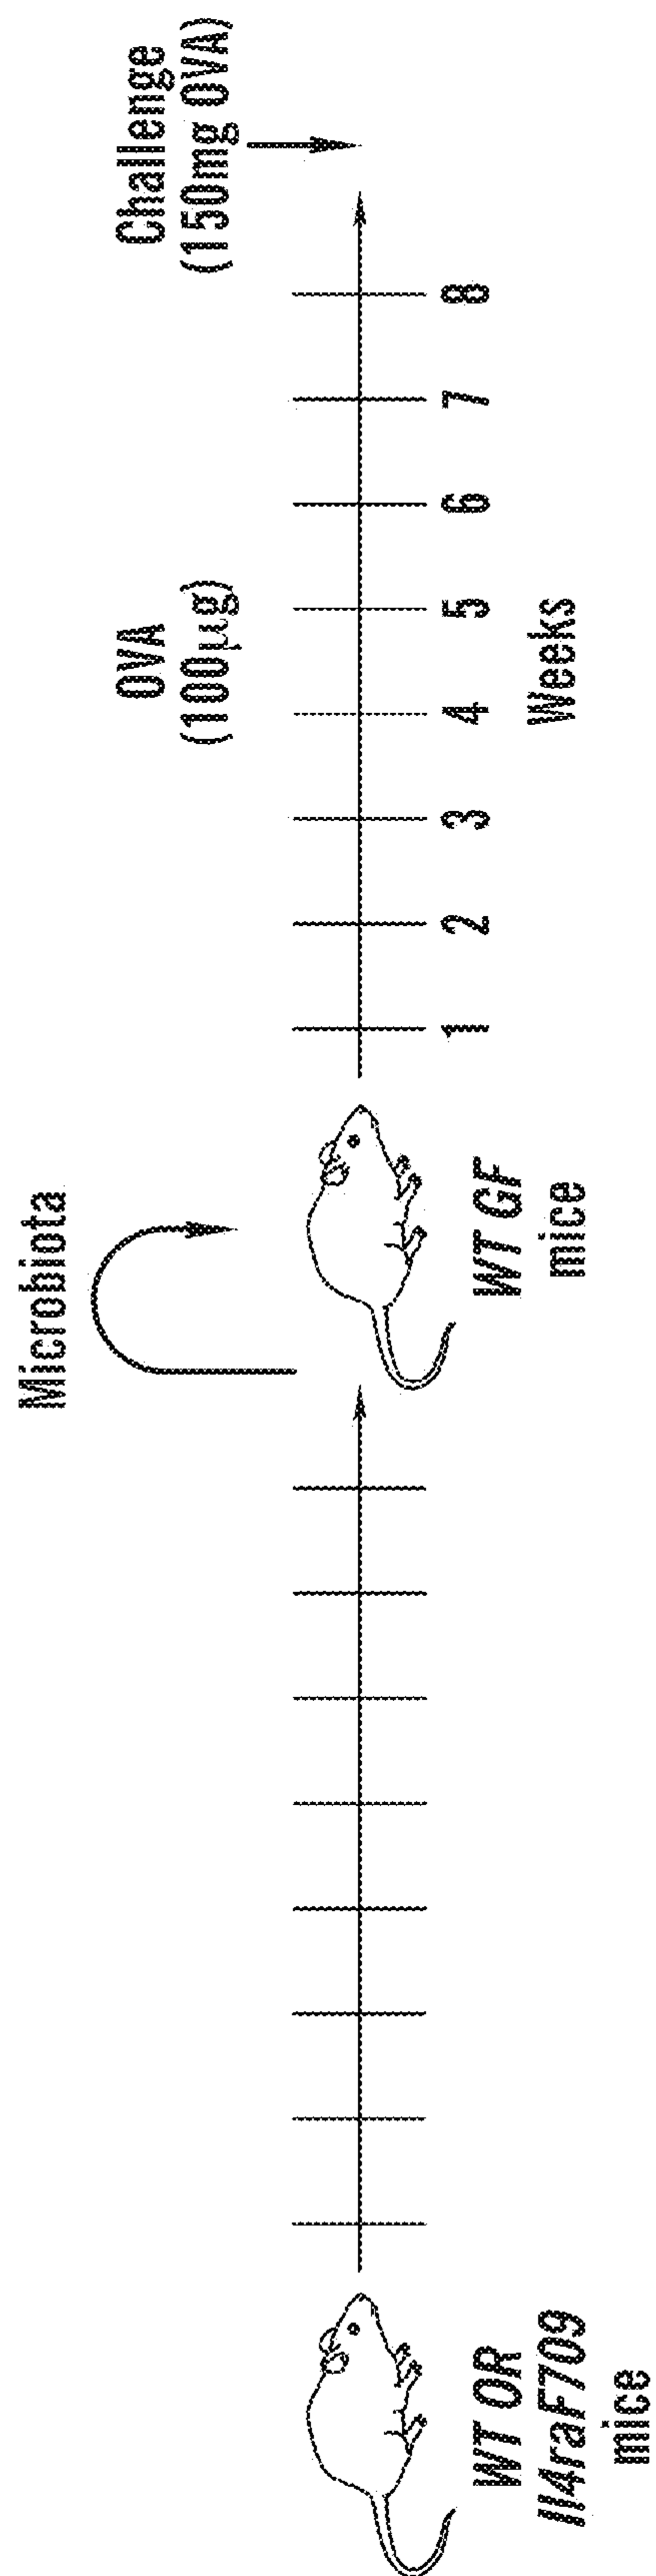 Microbiota
OVA
(100µg)
Challenge
(150mg OVA)
1 2 3 4 5 6 7 8
Weeks
WT OR
Il4raF709
mice
WT GF
mice